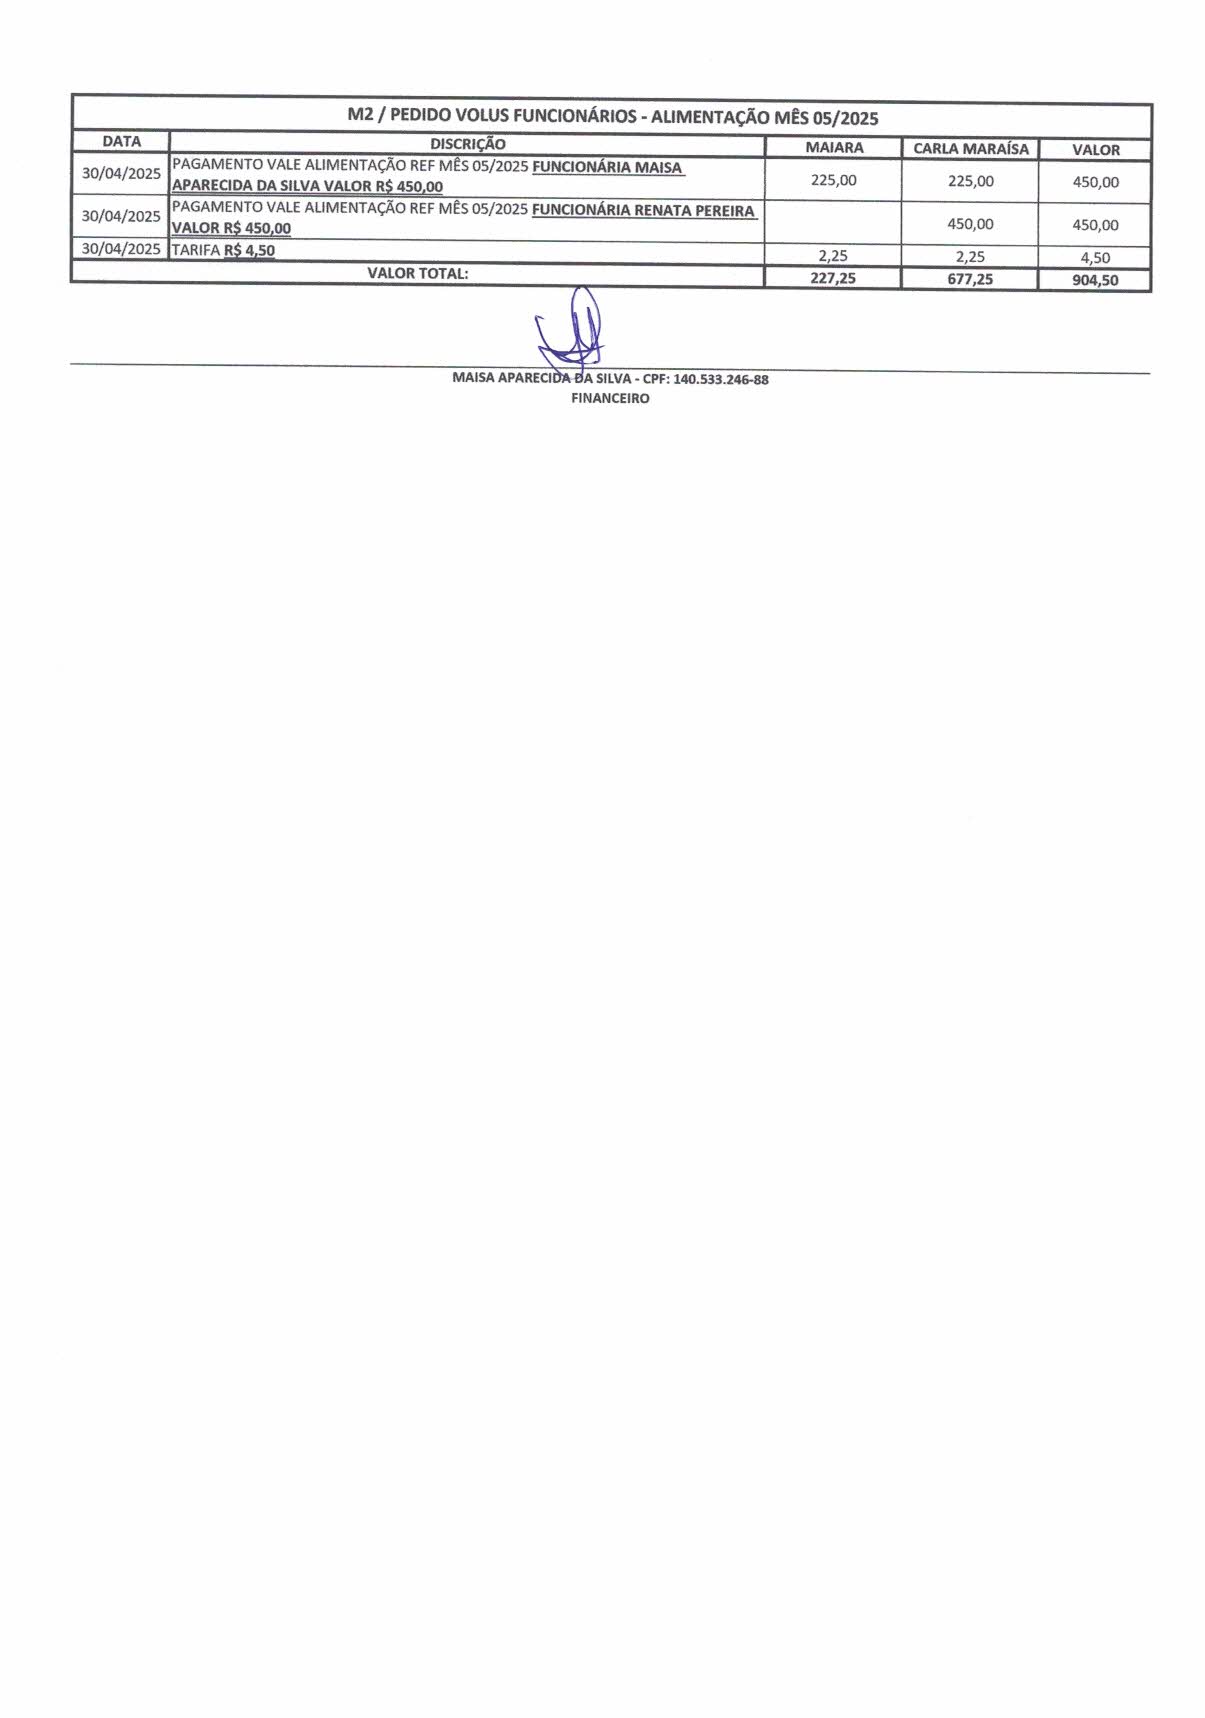 M2 / PEDIDO VOLUS FUNCIONÁRIOS - ALIMENTAÇÃO MÊS 05/2025
DATA DISCRIÇÃO MAIARA CARLA MARAÍSA VALOR
30/04/2025 PAGAMENTO VALE ALIMENTAÇÃO REF MÊS 05/2025 FUNCIONÁRIA MAISA
APARECIDA DA SILVA VALOR R$ 450,00 225,00 225,00 450,00
30/04/2025 PAGAMENTO VALE ALIMENTAÇÃO REF MÊS 05/2025 FUNCIONÁRIA RENATA PEREIRA
VALOR R$ 450,00 450,00 450,00
30/04/2025 TARIFA R$ 4,50 2,25 2,25 4,50
VALOR TOTAL: 227,25 677,25 904,50
MAISA APARECIDA DA SILVA - CPF: 140.533.246-88
FINANCEIRO